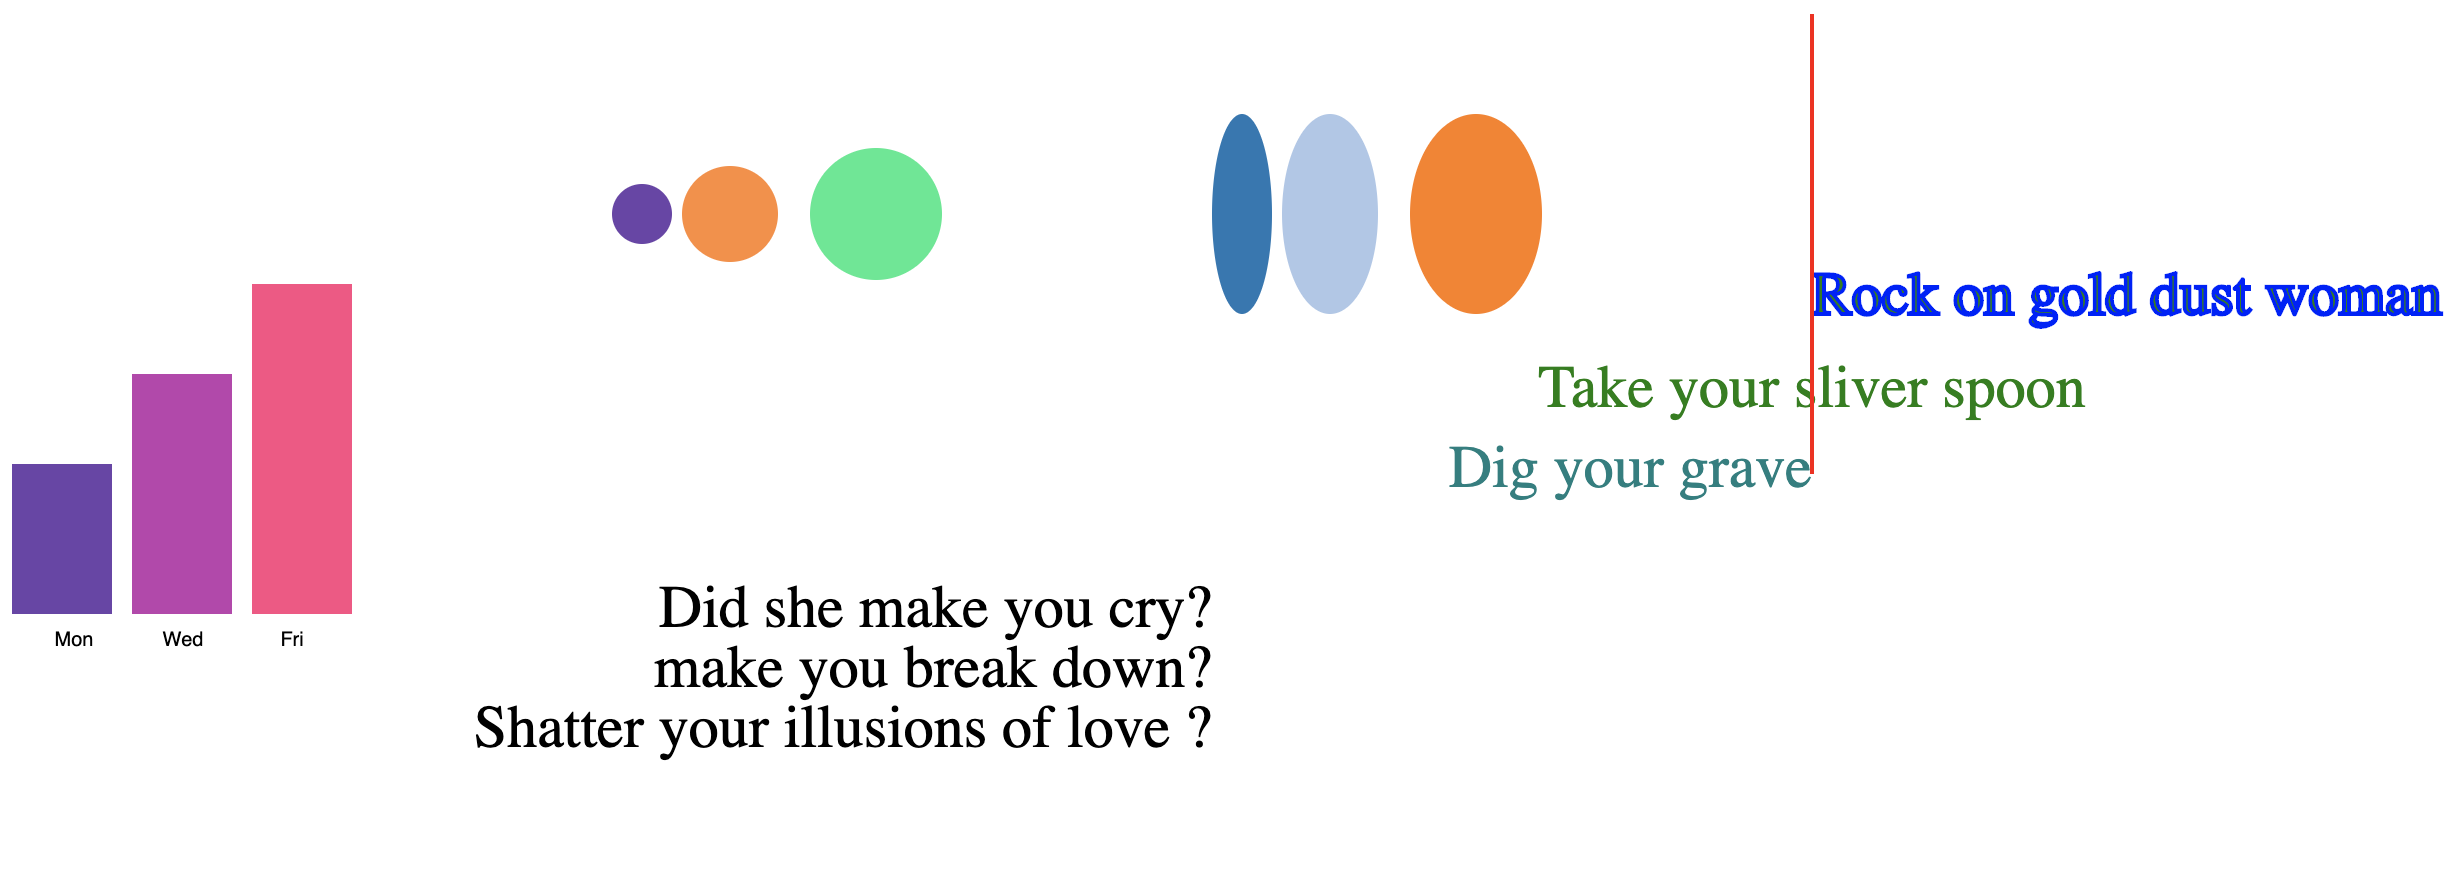 Rock on gold dust woman
Take your sliver spoon
Dig your grave
Mon Wed Fri
Did she make you cry?
make you break down?
Shatter your illusions of love ?